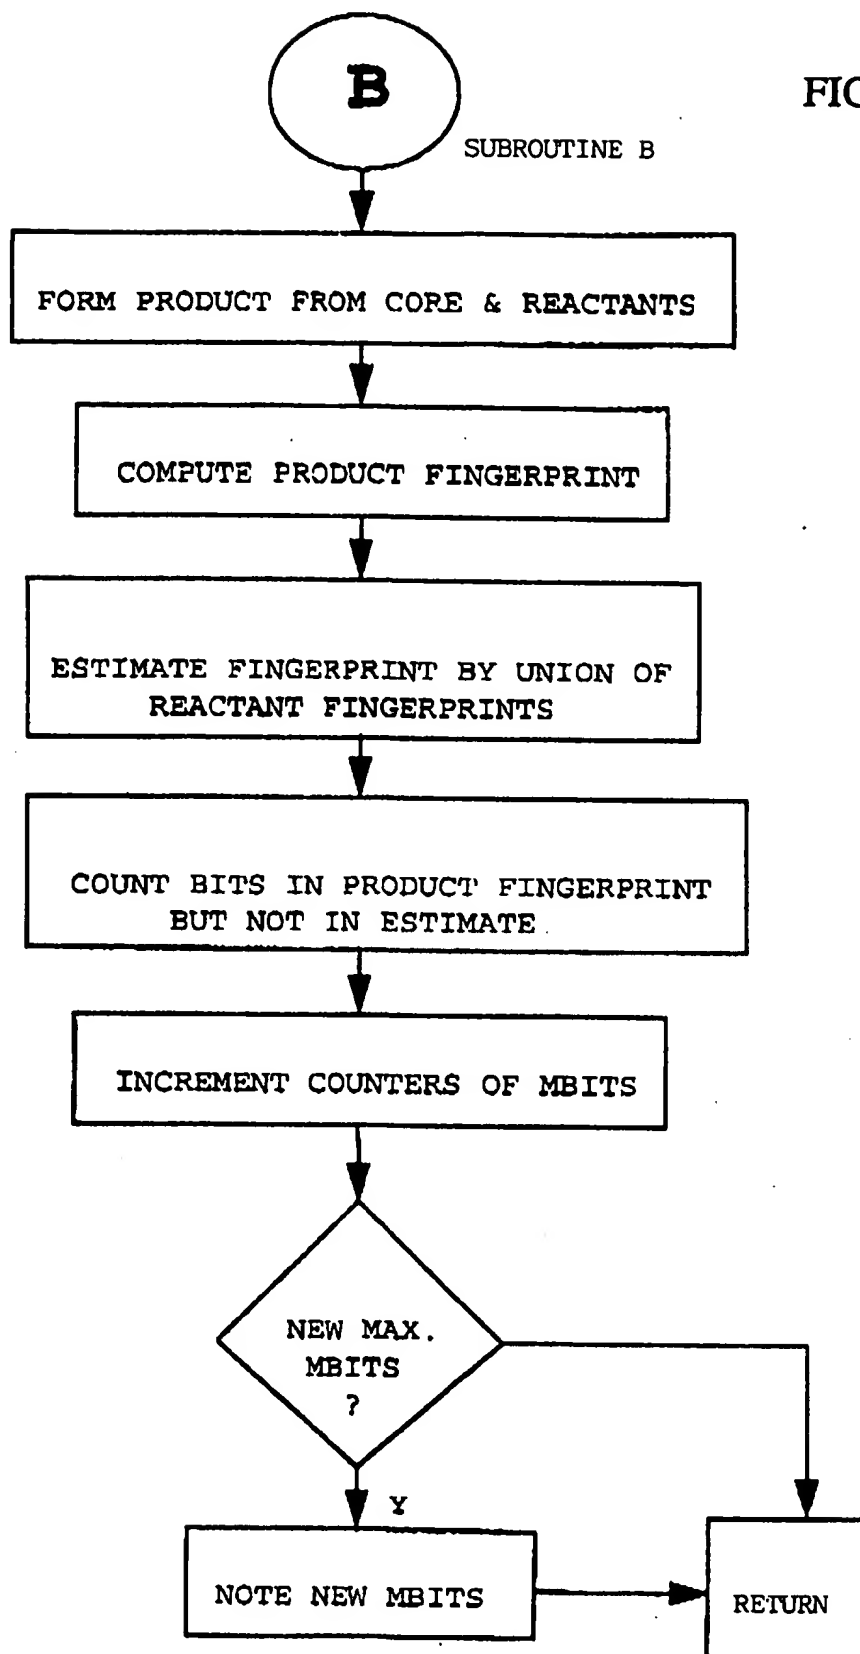 B
FIG
SUBROUTINE B
FORM PRODUCT FROM CORE & REACTANTS
COMPUTE PRODUCT FINGERPRINT
ESTIMATE FINGERPRINT BY UNION OF
REACTANT FINGERPRINTS
COUNT BITS IN PRODUCT FINGERPRINT
BUT NOT IN ESTIMATE
INCREMENT COUNTERS OF MBITS
NEW MAX.
MBITS
?
Y
NOTE NEW MBITS
RETURN